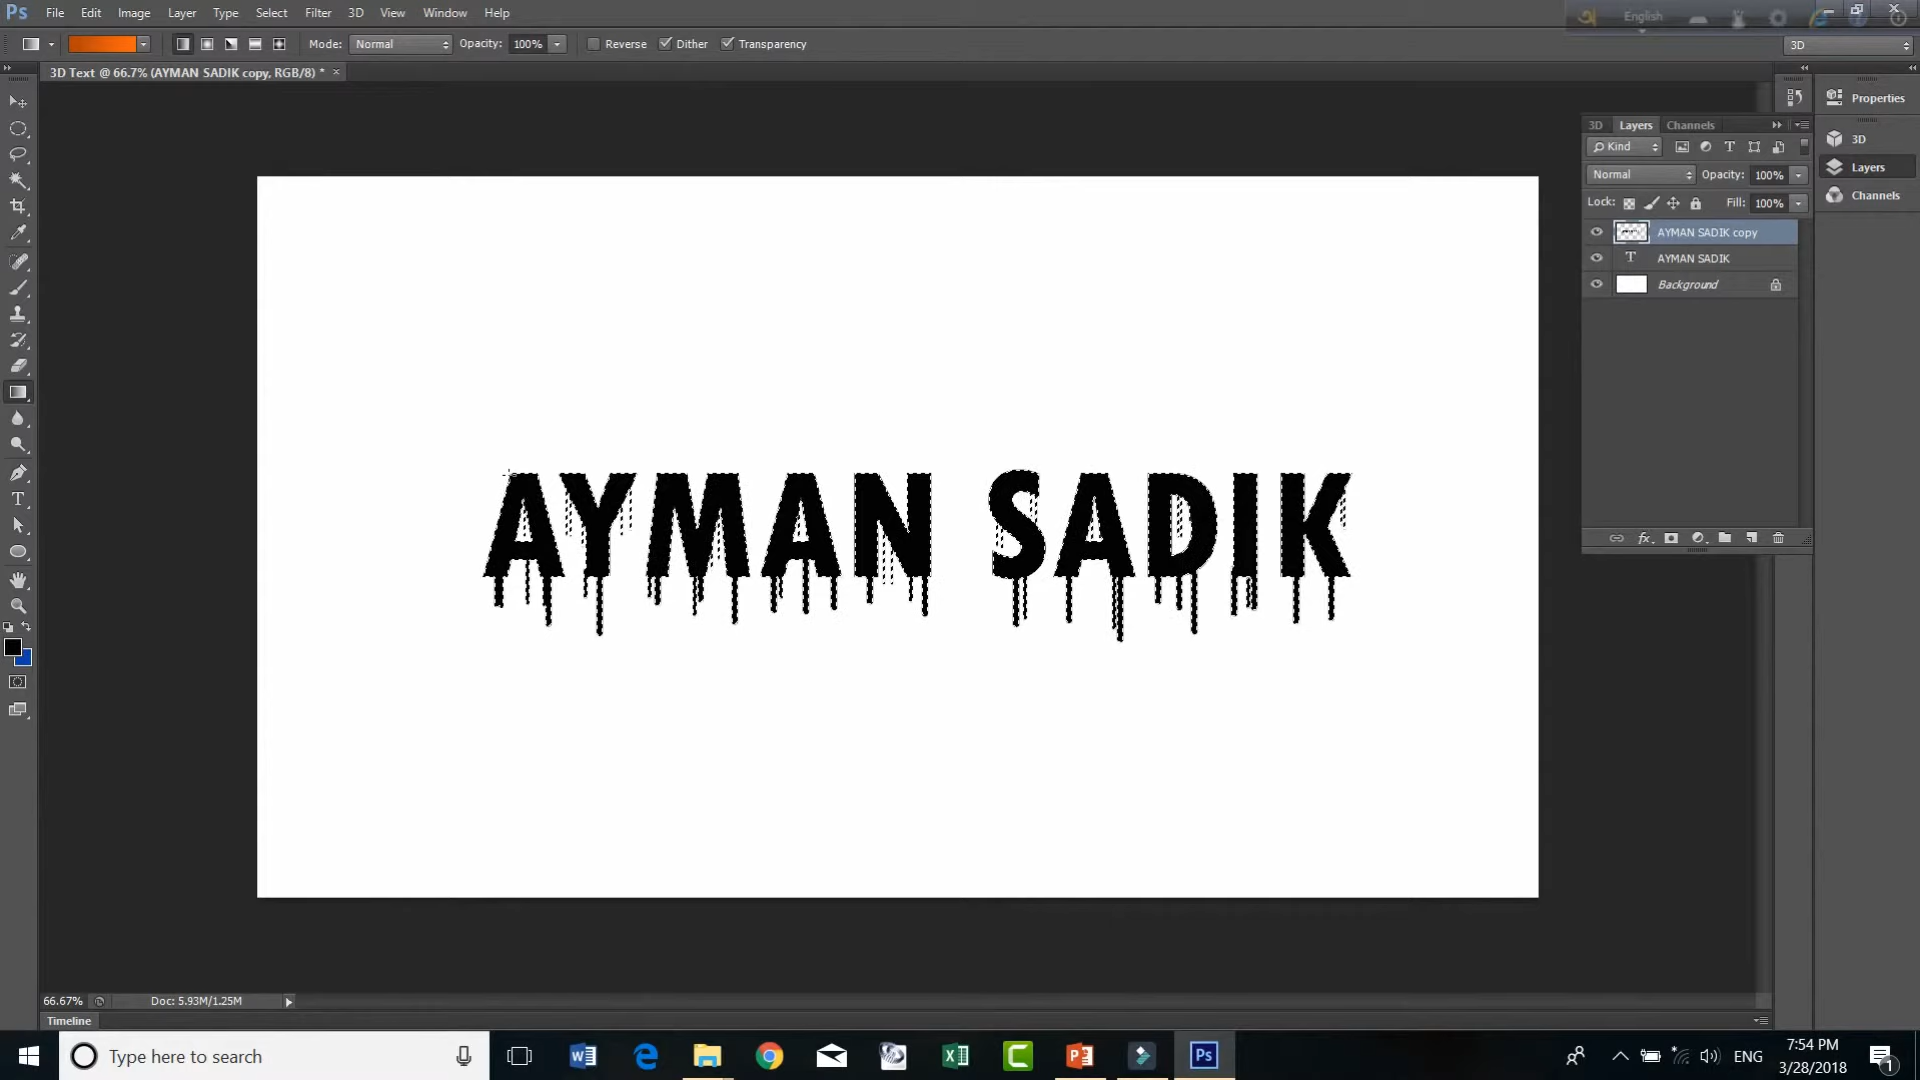 Ps File Edit Image Layer Type Select Filter 3D View Window Help
English
Mode: Normal Opacity: 100% Reverse Dither Transparency
3D
3D Text @ 66.7% (AYMAN SADIK copy, RGB/8) * ×
Properties
3D
Layers
Channels
3D Layers Channels
Kind
Normal Opacity: 100%
Lock: Fill: 100%
AYMAN SADIK copy
T AYMAN SADIK
Background
AYMAN SADIK
66.67% Doc: 5.93M/1.25M
Timeline
Type here to search
Ps
ENG
7:54 PM
3/28/2018
1